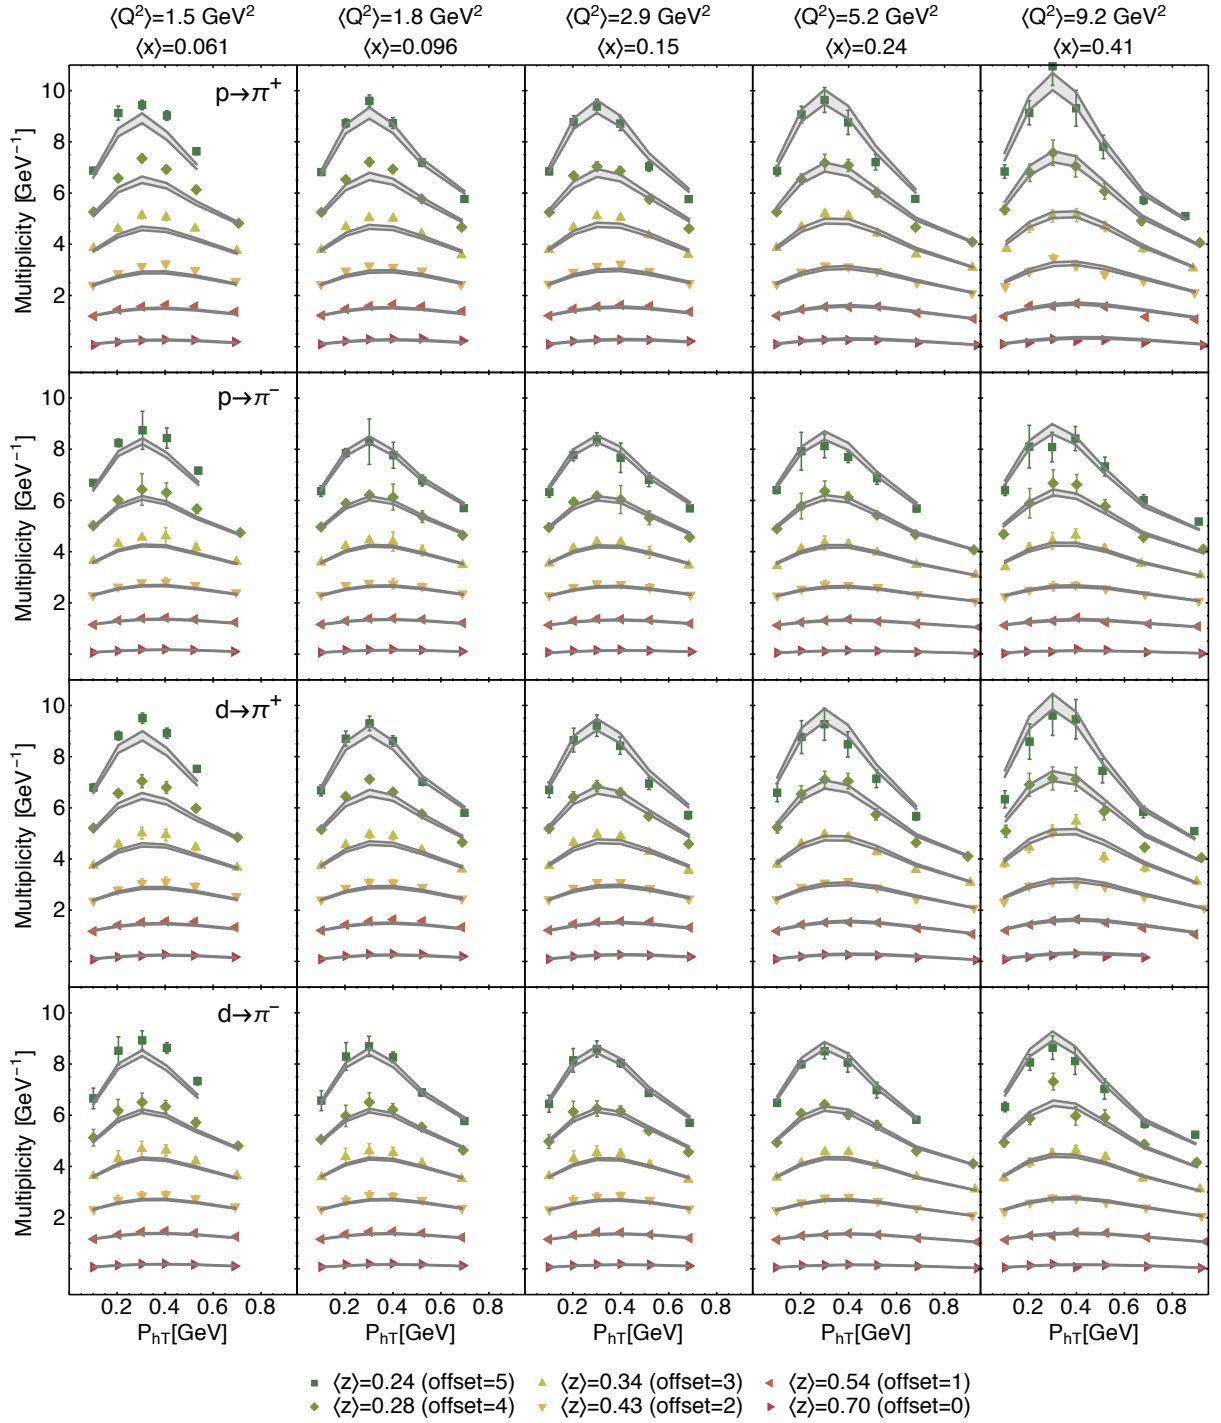 ⟨Q²⟩=1.5 GeV² ⟨Q²⟩=1.8 GeV² ⟨Q²⟩=2.9 GeV² ⟨Q²⟩=5.2 GeV² ⟨Q²⟩=9.2 GeV²
⟨x⟩=0.061 ⟨x⟩=0.096 ⟨x⟩=0.15 ⟨x⟩=0.24 ⟨x⟩=0.41
Multiplicity [GeV⁻¹]
10
8
6
4
2
p→π⁺
Multiplicity [GeV⁻¹]
10
8
6
4
2
p→π⁻
Multiplicity [GeV⁻¹]
10
8
6
4
2
d→π⁺
Multiplicity [GeV⁻¹]
10
8
6
4
2
d→π⁻
0.2 0.4 0.6 0.8 0.2 0.4 0.6 0.8 0.2 0.4 0.6 0.8 0.2 0.4 0.6 0.8 0.2 0.4 0.6 0.8
P_hT[GeV] P_hT[GeV] P_hT[GeV] P_hT[GeV] P_hT[GeV]
⟨z⟩=0.24 (offset=5) ⟨z⟩=0.34 (offset=3) ⟨z⟩=0.54 (offset=1)
⟨z⟩=0.28 (offset=4) ⟨z⟩=0.43 (offset=2) ⟨z⟩=0.70 (offset=0)